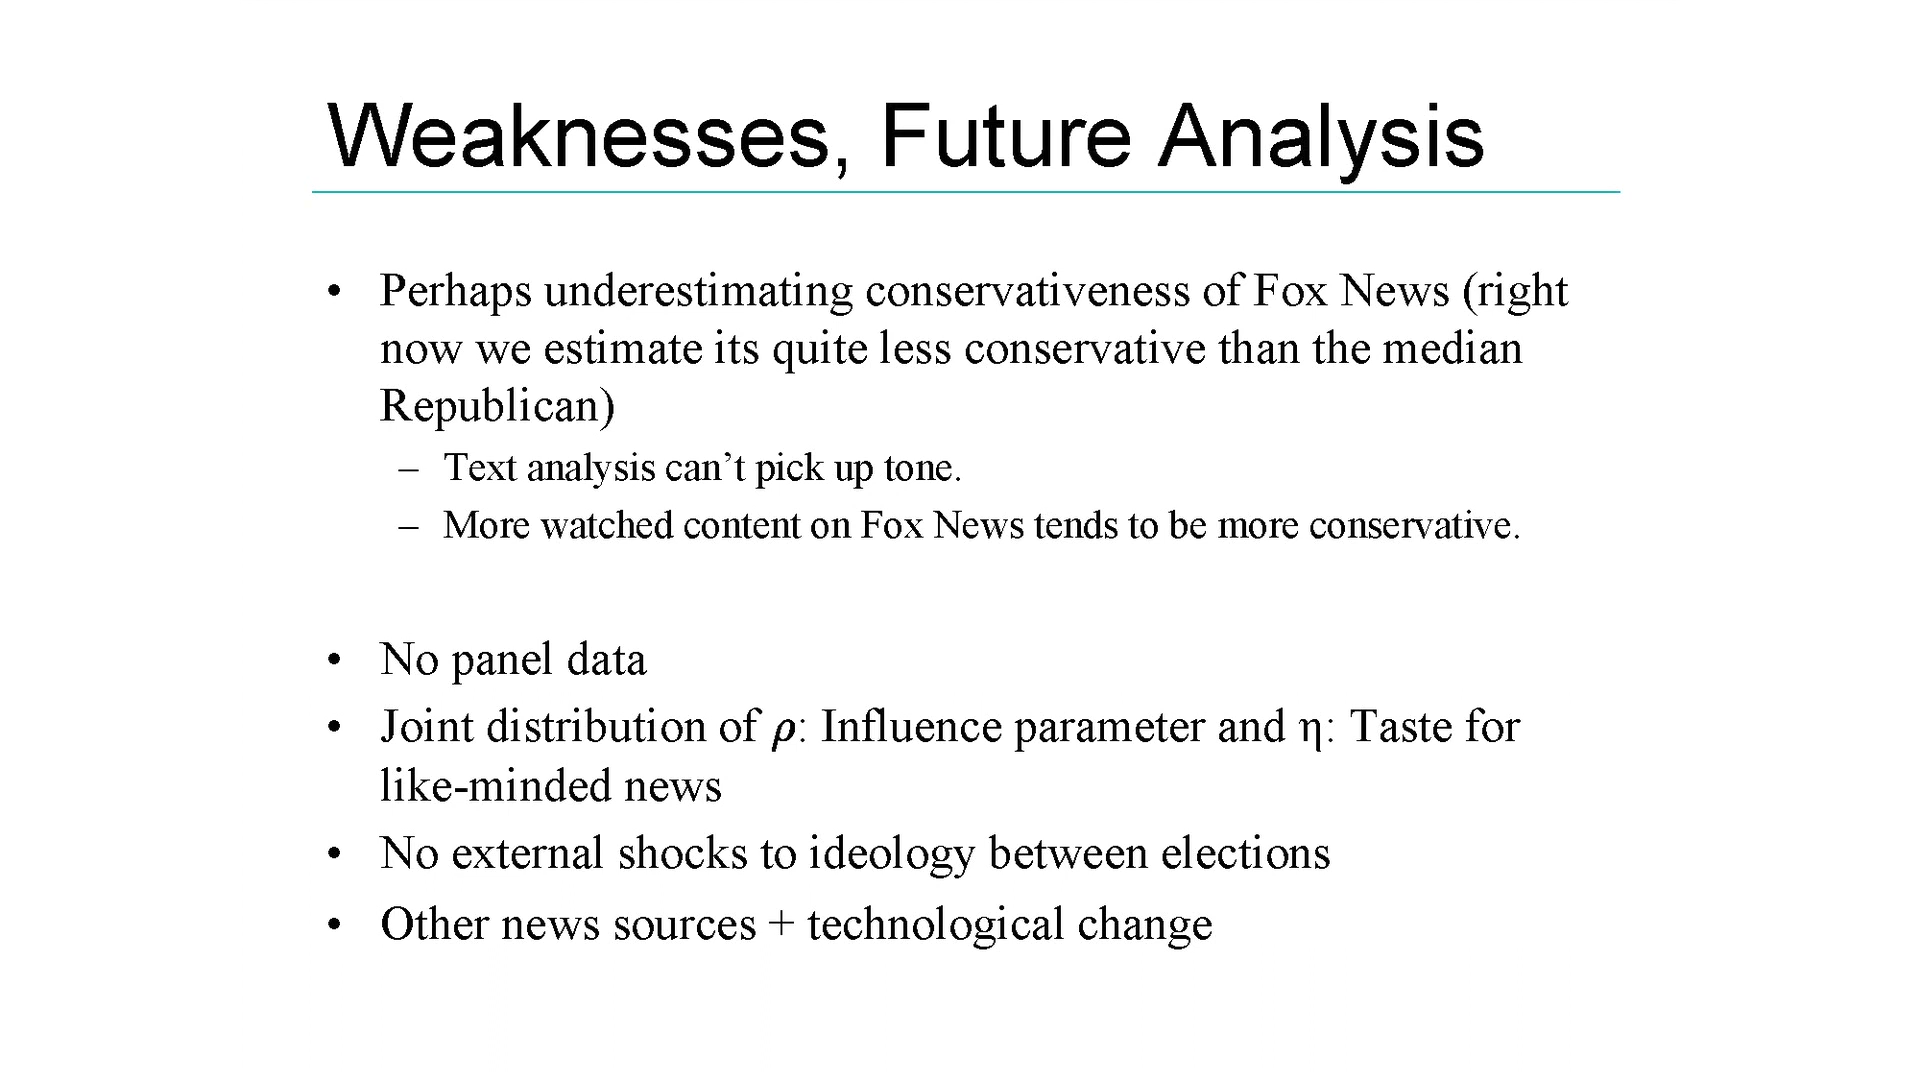 Weaknesses, Future Analysis
• Perhaps underestimating conservativeness of Fox News (right
now we estimate its quite less conservative than the median
Republican)
– Text analysis can’t pick up tone.
– More watched content on Fox News tends to be more conservative.
• No panel data
• Joint distribution of ρ: Influence parameter and η: Taste for
like-minded news
• No external shocks to ideology between elections
• Other news sources + technological change